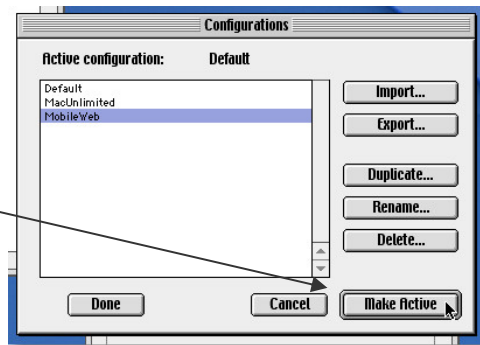 Configurations
Active configuration: Default
Default
MacUnlimited
MobileWeb
Import...
Export...
Duplicate...
Rename...
Delete...
Done
Cancel
Make Active